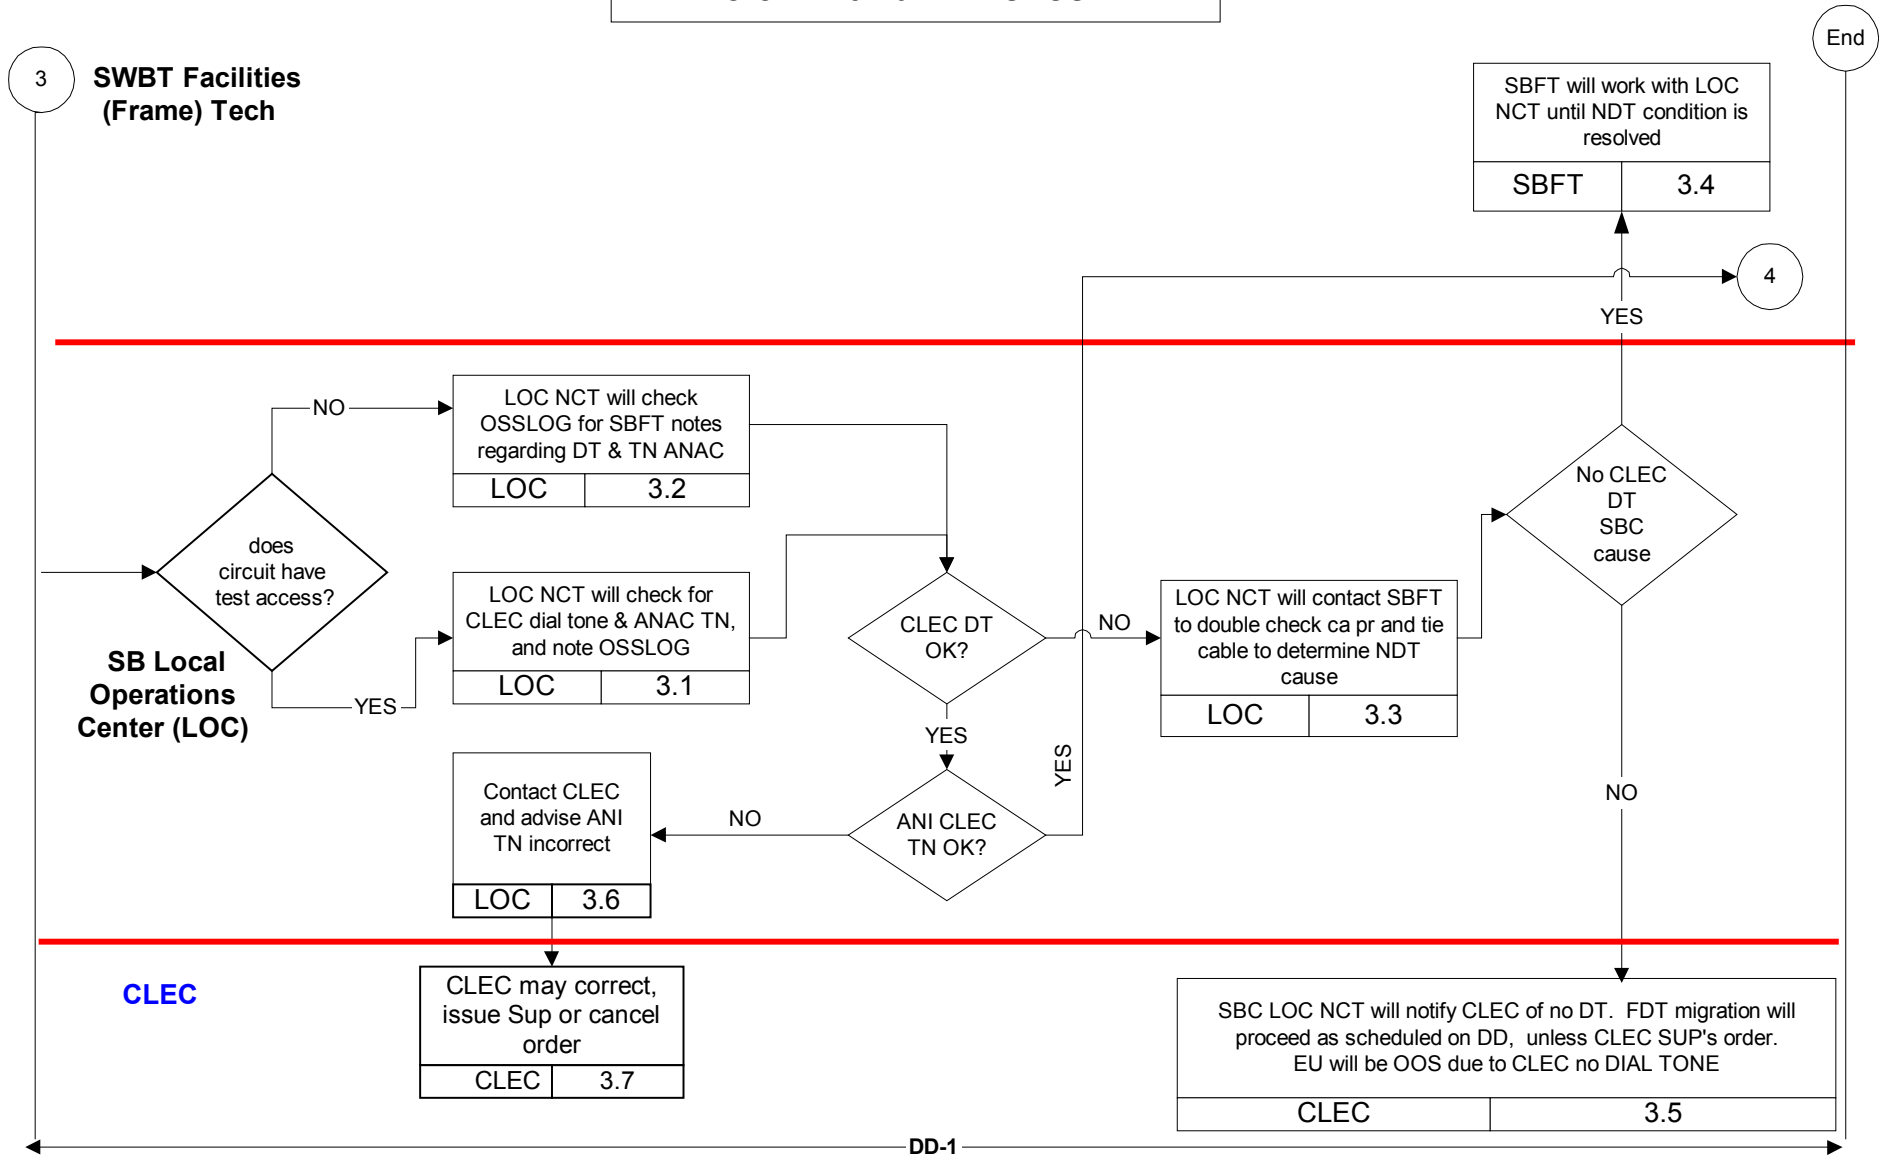 End
3
SWBT Facilities
(Frame) Tech
SBFT will work with LOC
NCT until NDT condition is
resolved
SBFT 3.4
4
YES
NO
LOC NCT will check
OSSLOG for SBFT notes
regarding DT & TN ANAC
LOC 3.2
does
circuit have
test access?
YES
SB Local
Operations
Center (LOC)
LOC NCT will check for
CLEC dial tone & ANAC TN,
and note OSSLOG
LOC 3.1
CLEC DT
OK?
NO
YES
LOC NCT will contact SBFT
to double check ca pr and tie
cable to determine NDT
cause
LOC 3.3
No CLEC
DT
SBC
cause
NO
ANI CLEC
TN OK?
YES
NO
Contact CLEC
and advise ANI
TN incorrect
LOC 3.6
CLEC
CLEC may correct,
issue Sup or cancel
order
CLEC 3.7
SBC LOC NCT will notify CLEC of no DT. FDT migration will
proceed as scheduled on DD, unless CLEC SUP's order.
EU will be OOS due to CLEC no DIAL TONE
CLEC 3.5
DD-1